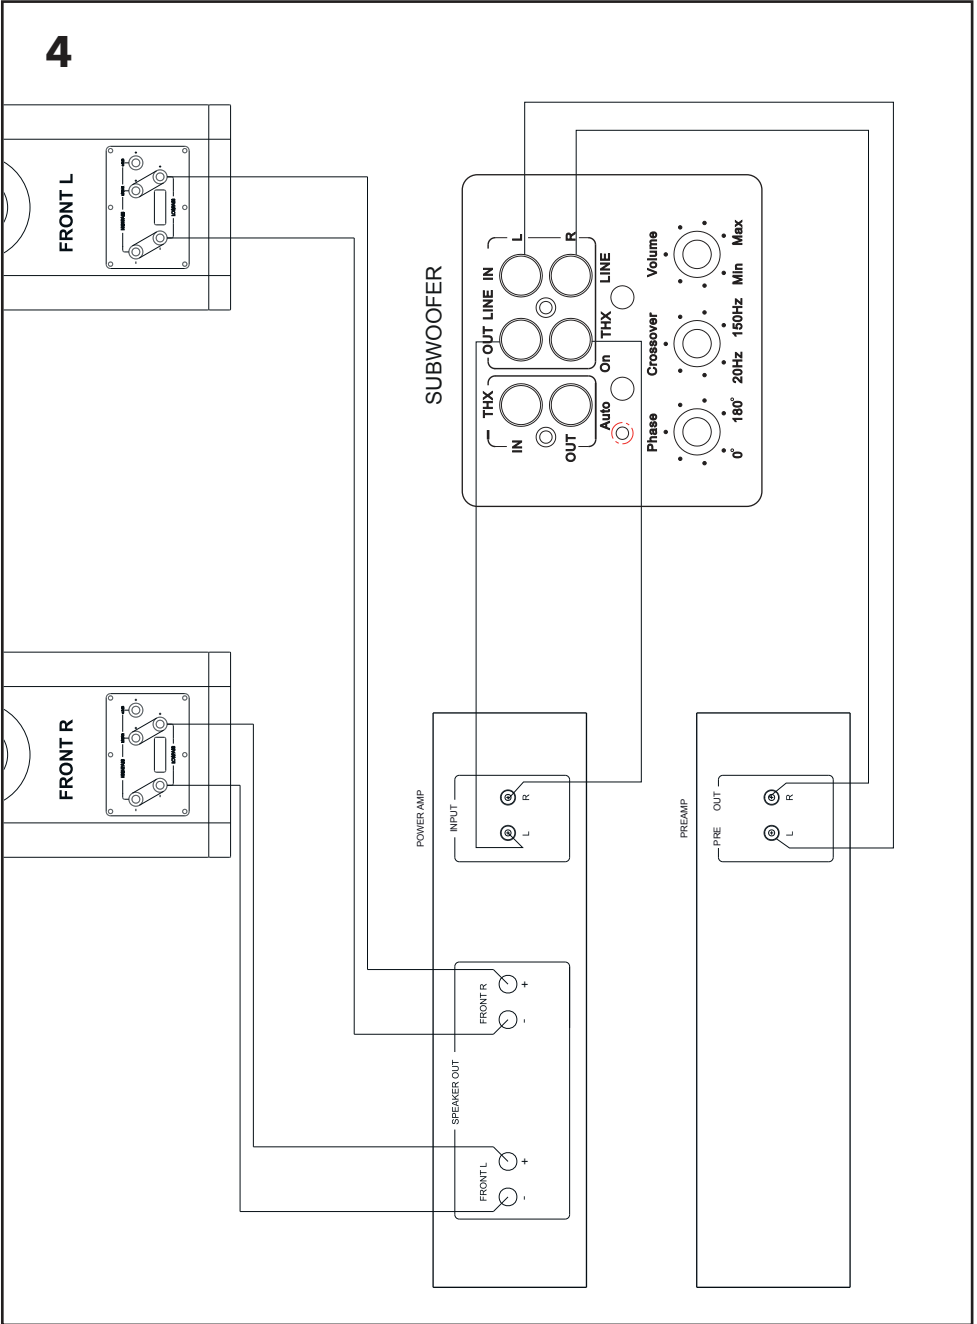 4
FRONT L
FRONT R
SUBWOOFER
OUT LINE IN
L
R
THX
IN
OUT
THX LINE
Auto On
Phase
0° 180°
Crossover
20Hz 150Hz
Volume
Min Max
POWER AMP
INPUT
L R
SPEAKER OUT
FRONT L
- +
FRONT R
- +
PREAMP
PRE OUT
L R